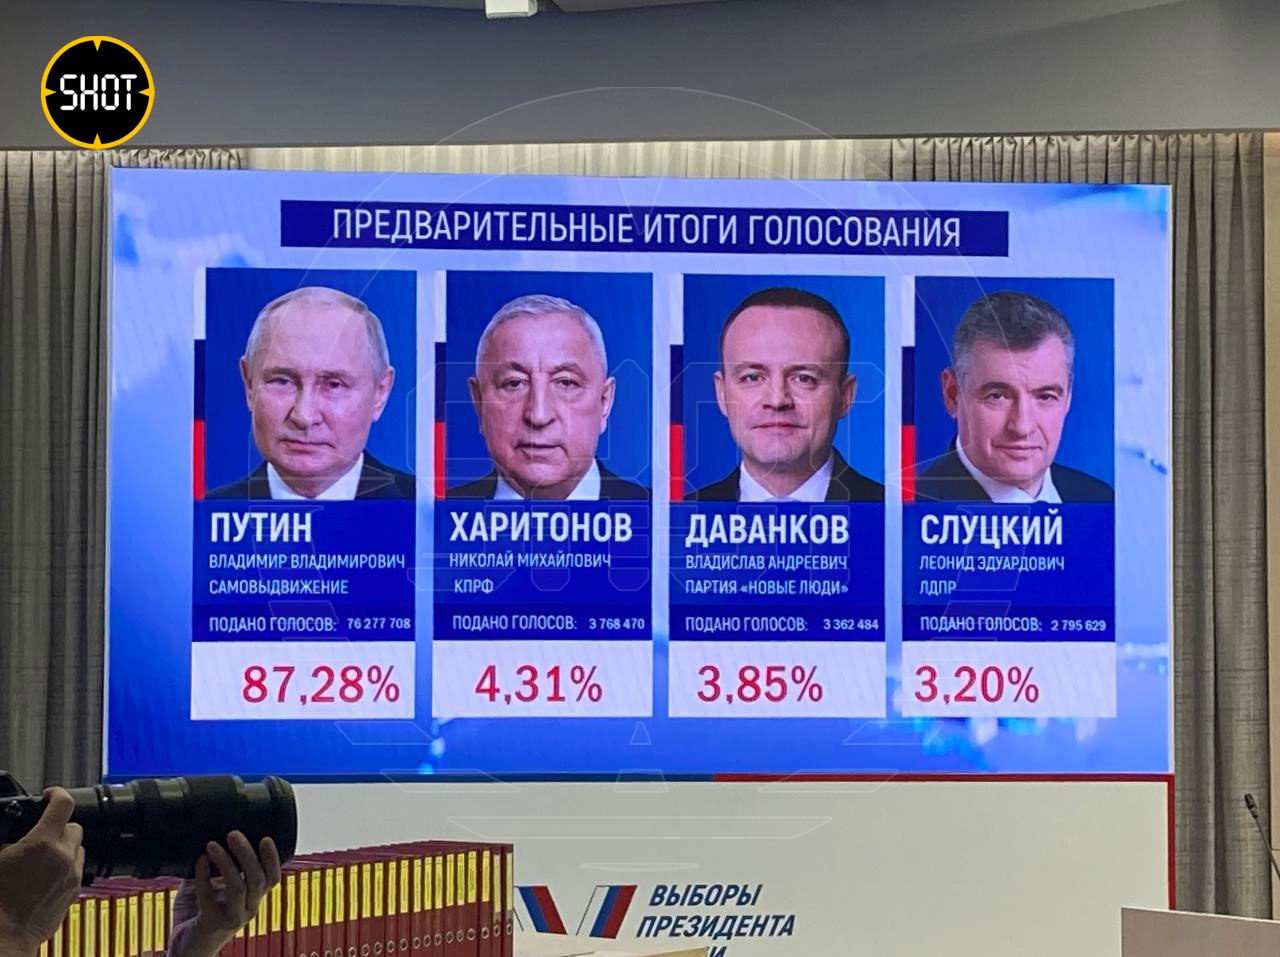 SHOT
ПРЕДВАРИТЕЛЬНЫЕ ИТОГИ ГОЛОСОВАНИЯ
ПУТИН
ВЛАДИМИР ВЛАДИМИРОВИЧ
САМОВЫДВИЖЕНИЕ
ПОДАНО ГОЛОСОВ: 76 277 708
87,28%
ХАРИТОНОВ
НИКОЛАЙ МИХАЙЛОВИЧ
КПРФ
ПОДАНО ГОЛОСОВ: 3 768 470
4,31%
ДАВАНКОВ
ВЛАДИСЛАВ АНДРЕЕВИЧ
ПАРТИЯ «НОВЫЕ ЛЮДИ»
ПОДАНО ГОЛОСОВ: 3 362 484
3,85%
СЛУЦКИЙ
ЛЕОНИД ЭДУАРДОВИЧ
ЛДПР
ПОДАНО ГОЛОСОВ: 2 795 629
3,20%
ВЫБОРЫ
ПРЕЗИДЕНТА